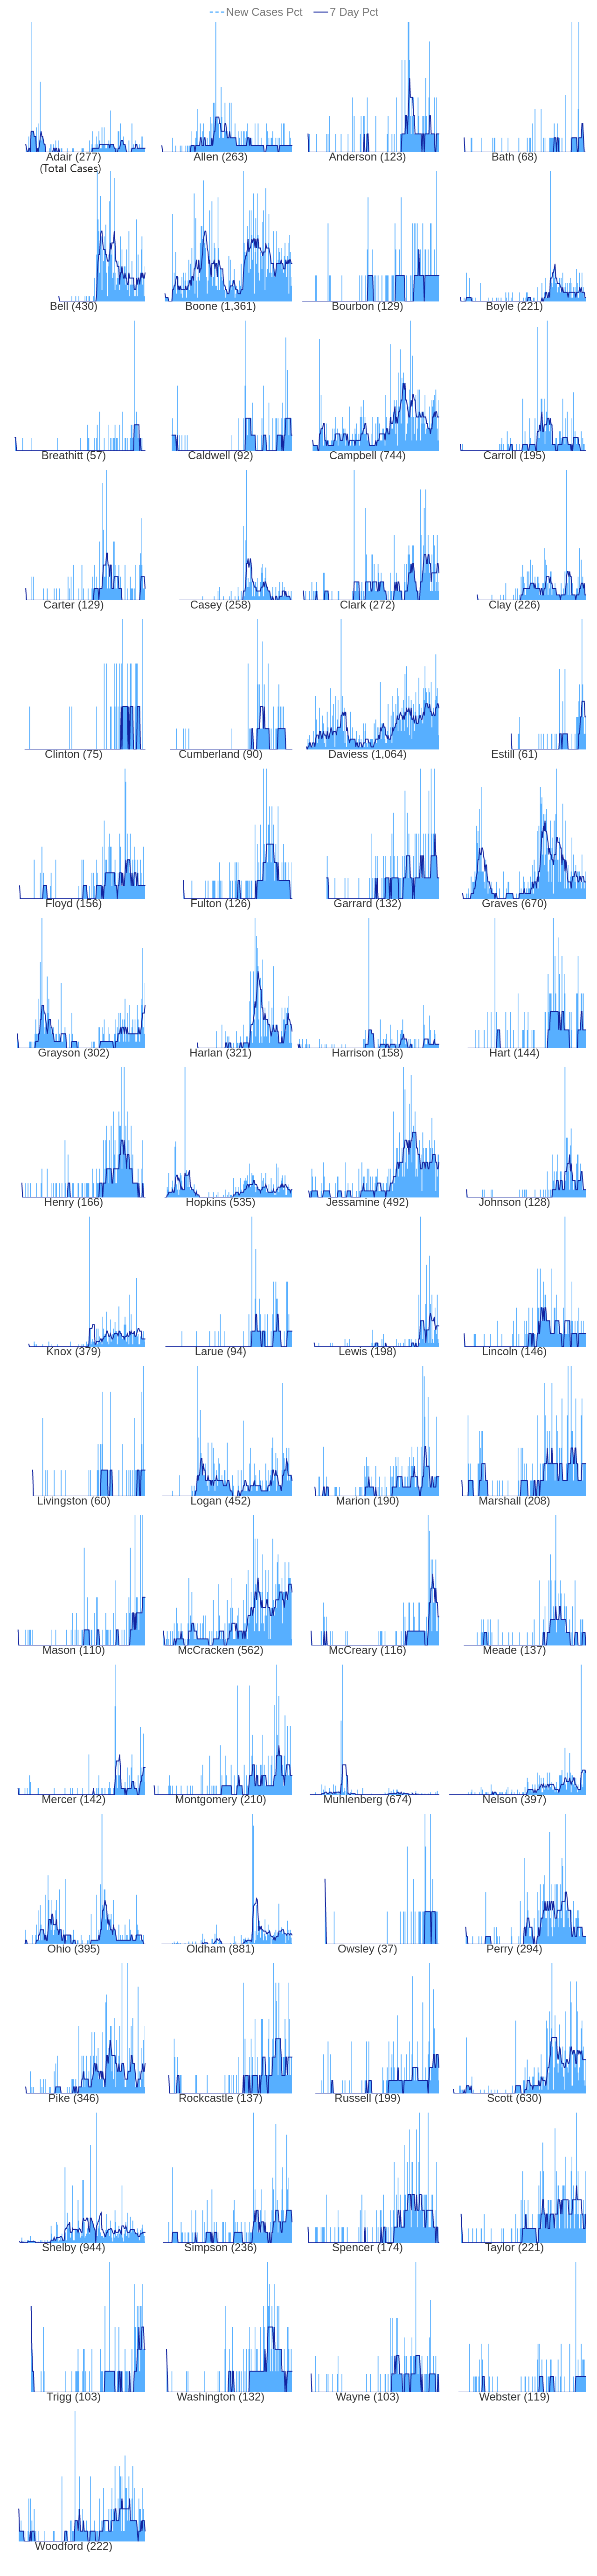 New Cases Pct 7 Day Pct
Adair (277) Allen (263) Anderson (123) Bath (68)
(Total Cases)
Bell (430) Boone (1,361) Bourbon (129) Boyle (221)
Breathitt (57) Caldwell (92) Campbell (744) Carroll (195)
Carter (129) Casey (258) Clark (272) Clay (226)
Clinton (75) Cumberland (90) Daviess (1,064) Estill (61)
Floyd (156) Fulton (126) Garrard (132) Graves (670)
Grayson (302) Harlan (321) Harrison (158) Hart (144)
Henry (166) Hopkins (535) Jessamine (492) Johnson (128)
Knox (379) Larue (94) Lewis (198) Lincoln (146)
Livingston (60) Logan (452) Marion (190) Marshall (208)
Mason (110) McCracken (562) McCreary (116) Meade (137)
Mercer (142) Montgomery (210) Muhlenberg (674) Nelson (397)
Ohio (395) Oldham (881) Owsley (37) Perry (294)
Pike (346) Rockcastle (137) Russell (199) Scott (630)
Shelby (944) Simpson (236) Spencer (174) Taylor (221)
Trigg (103) Washington (132) Wayne (103) Webster (119)
Woodford (222)